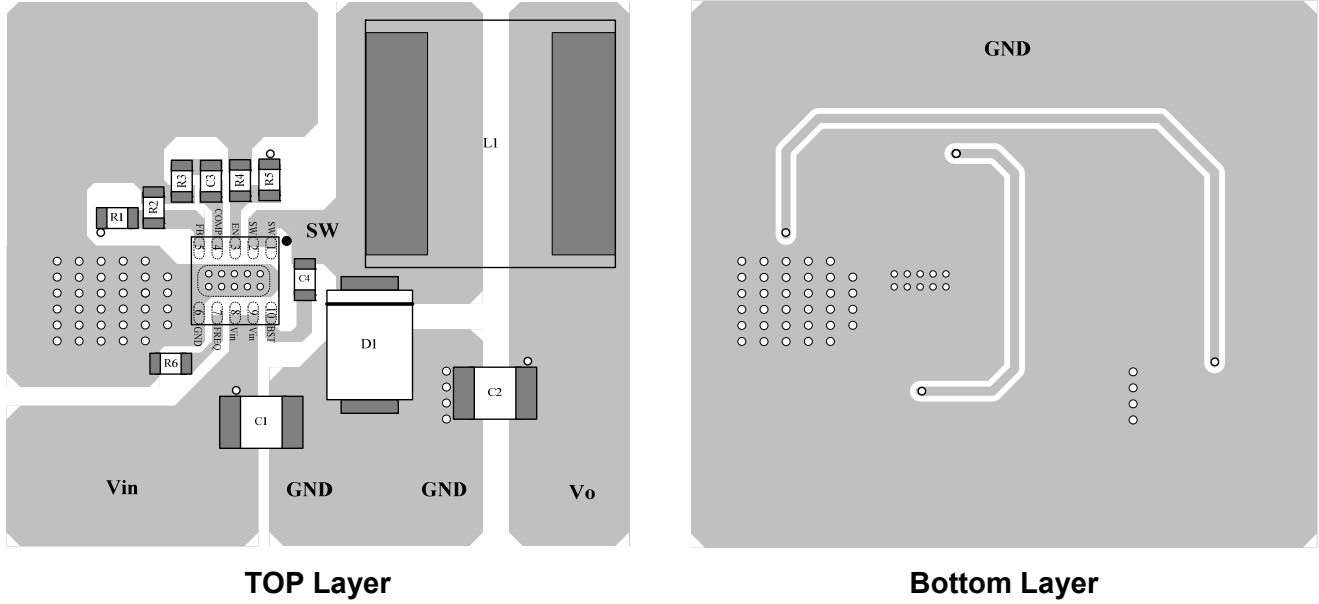 GND
L1
R3
C3
R4
R5
R2
R1
FB
COMP
EN
SW
SW
5
4
3
2
1
SW
C4
6
7
8
9
10
GND
FREQ
Vin
Vin
BST
D1
R6
C2
C1
Vin
GND
GND
Vo
TOP Layer
Bottom Layer